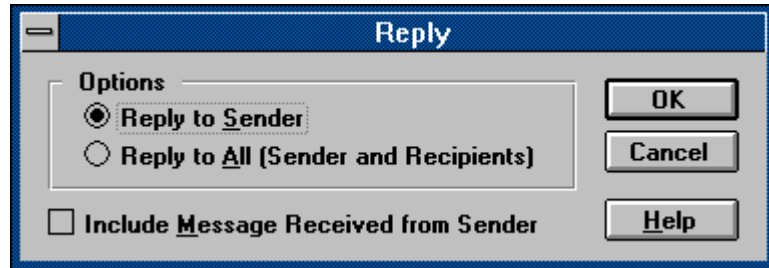 Reply
Options
Reply to Sender
Reply to All (Sender and Recipients)
Include Message Received from Sender
OK
Cancel
Help